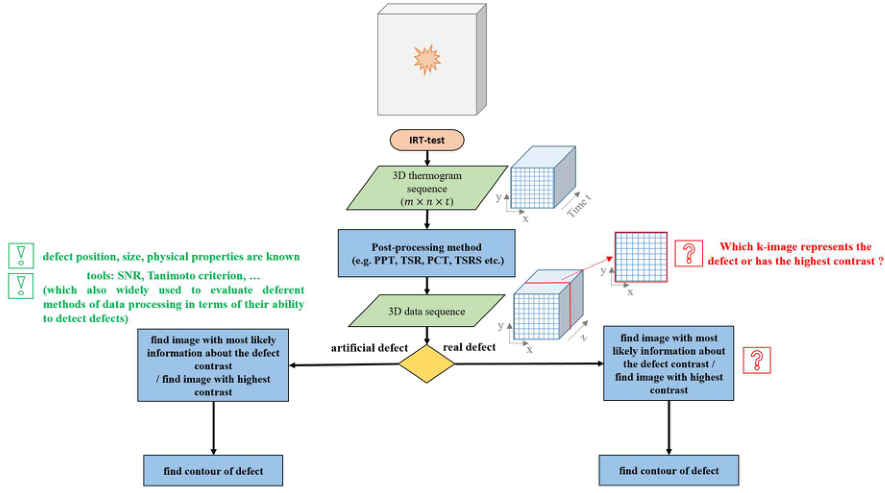 IRT-test
3D thermogram
sequence
(m × n × t)
y
x
Time t
Post-processing method
(e.g. PPT, TSR, PCT, TSRS etc.)
defect position, size, physical properties are known
tools: SNR, Tanimoto criterion, …
(which also widely used to evaluate deferent
methods of data processing in terms of their ability
to detect defects)
y
x
Which k-image represents the
defect or has the highest contrast ?
3D data sequence
y
x
z
artificial defect
real defect
find image with most likely
information about the defect
contrast
/ find image with highest
contrast
find image with most
likely information about
the defect contrast /
find image with highest
contrast
find contour of defect
find contour of defect